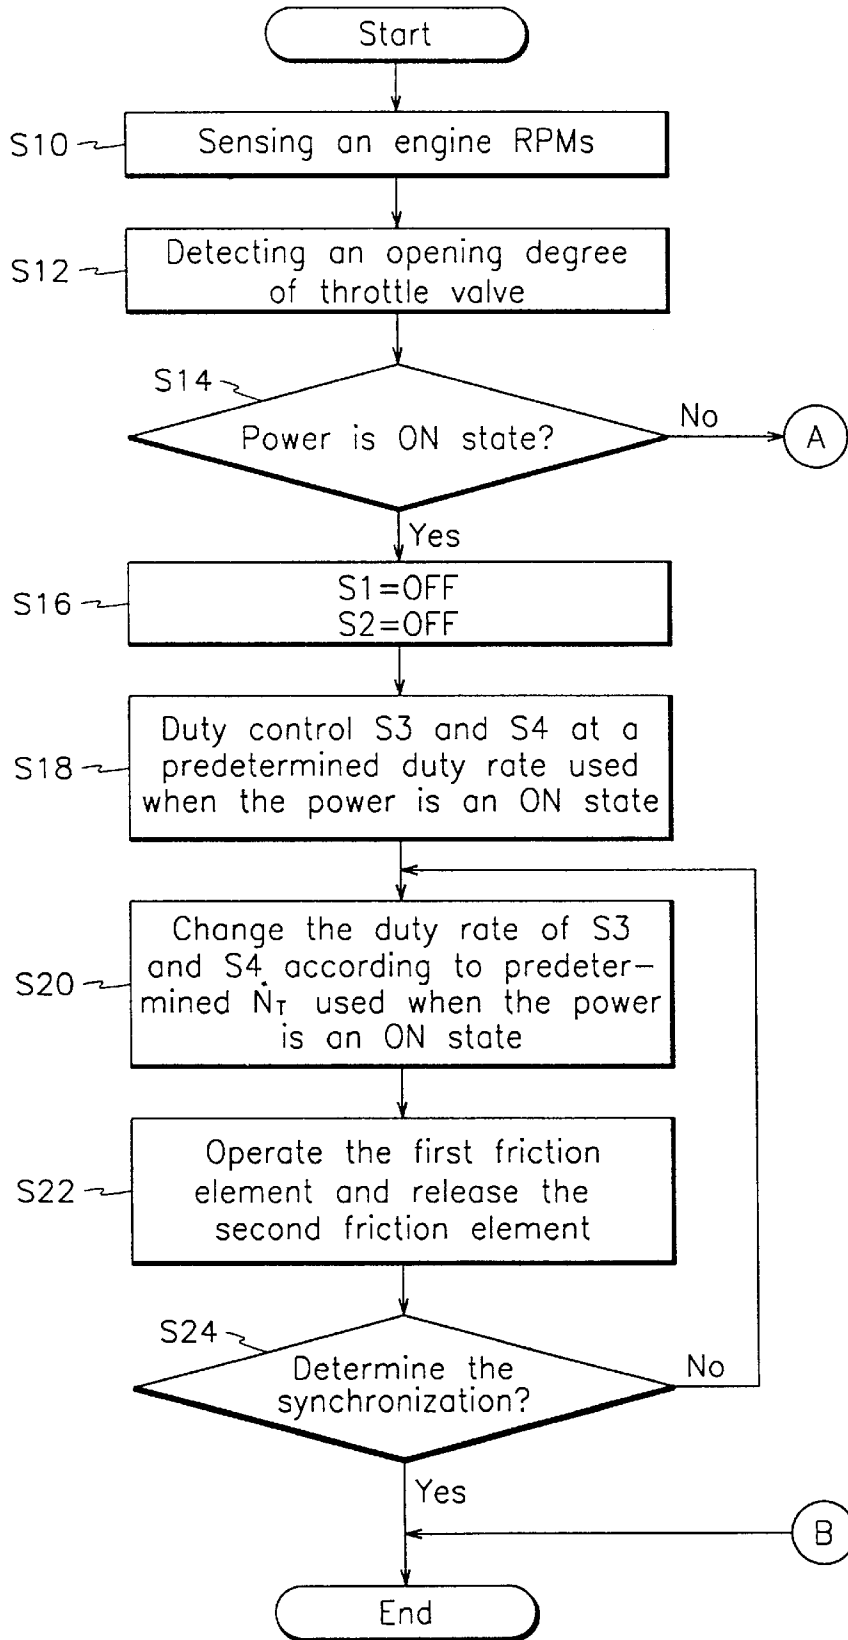 Start
S10
Sensing an engine RPMs
S12
Detecting an opening degree
of throttle valve
S14
Power is ON state?
No
A
Yes
S16
S1=OFF
S2=OFF
S18
Duty control S3 and S4 at a
predetermined duty rate used
when the power is an ON state
S20
Change the duty rate of S3
and S4 according to predeter-
mined ṄT used when the power
is an ON state
S22
Operate the first friction
element and release the
second friction element
S24
Determine the
synchronization?
No
Yes
B
End